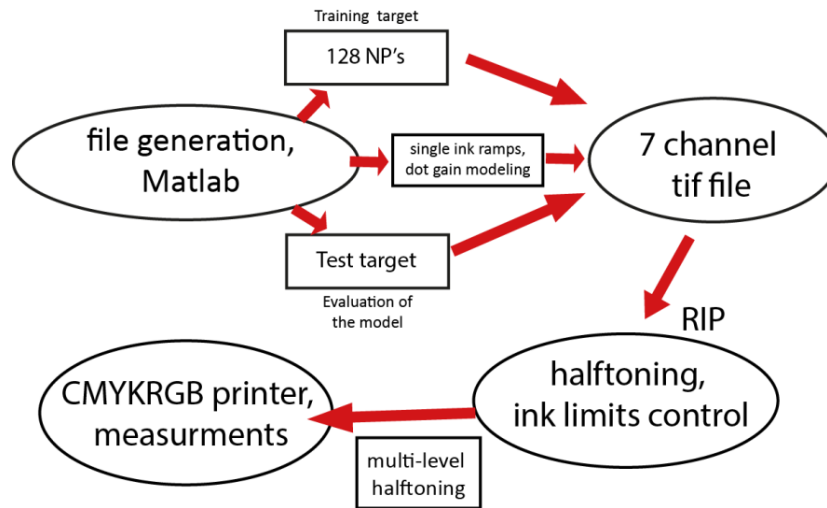 Training target
128 NP's
file generation,
Matlab
single ink ramps,
dot gain modeling
7 channel
tif file
Test target
Evaluation of
the model
RIP
halftoning,
ink limits control
CMYKRGB printer,
measurments
multi-level
halftoning